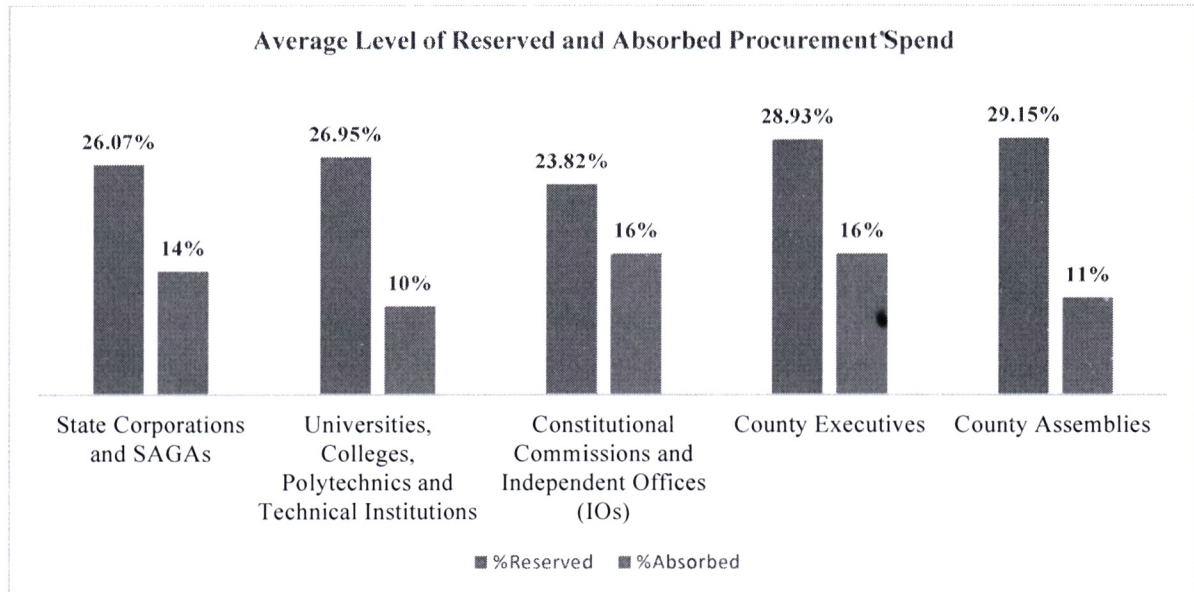 Average Level of Reserved and Absorbed Procurement Spend
26.07%
14%
26.95%
10%
23.82%
16%
28.93%
16%
29.15%
11%
State Corporations
and SAGAs
Universities,
Colleges,
Polytechnics and
Technical Institutions
Constitutional
Commissions and
Independent Offices
(IOs)
County Executives
County Assemblies
%Reserved
%Absorbed